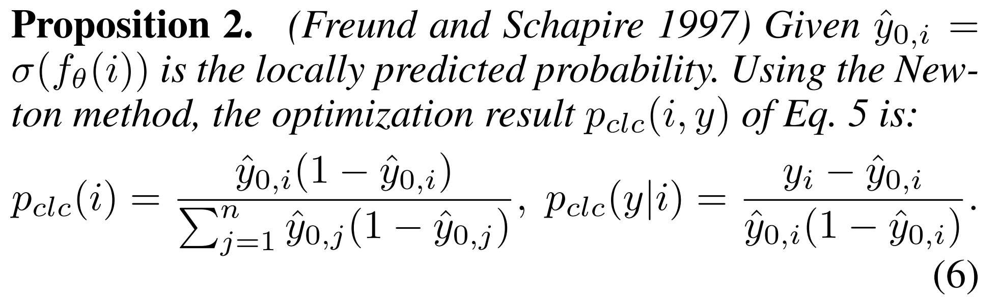 Proposition 2. (Freund and Schapire 1997) Given $\hat{y}_{0,i} =$
$\sigma(f_\theta(i))$ is the locally predicted probability. Using the New-
ton method, the optimization result $p_{clc}(i, y)$ of Eq. 5 is:
$p_{clc}(i) = \frac{\hat{y}_{0,i}(1 - \hat{y}_{0,i})}{\sum_{j=1}^{n} \hat{y}_{0,j}(1 - \hat{y}_{0,j})}, \; p_{clc}(y|i) = \frac{y_i - \hat{y}_{0,i}}{\hat{y}_{0,i}(1 - \hat{y}_{0,i})}.$
(6)